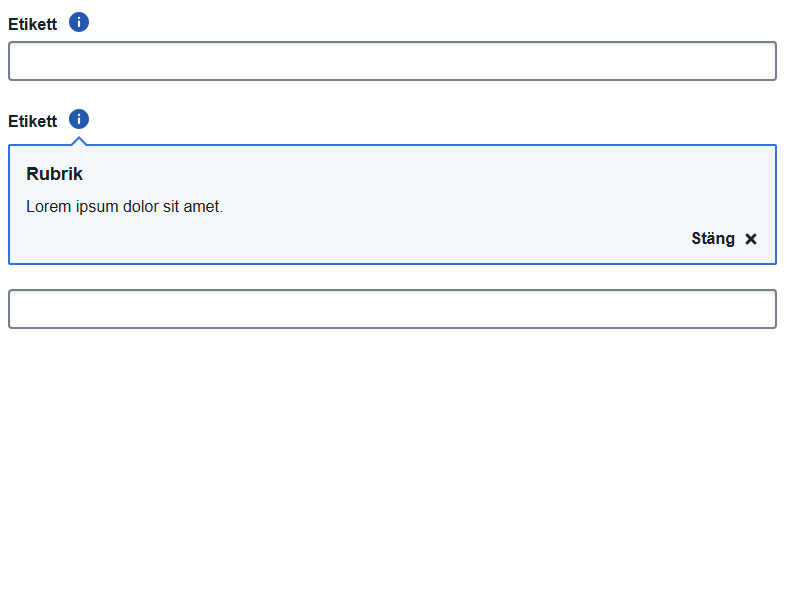 Etikett
Etikett
Rubrik
Lorem ipsum dolor sit amet.
Stäng